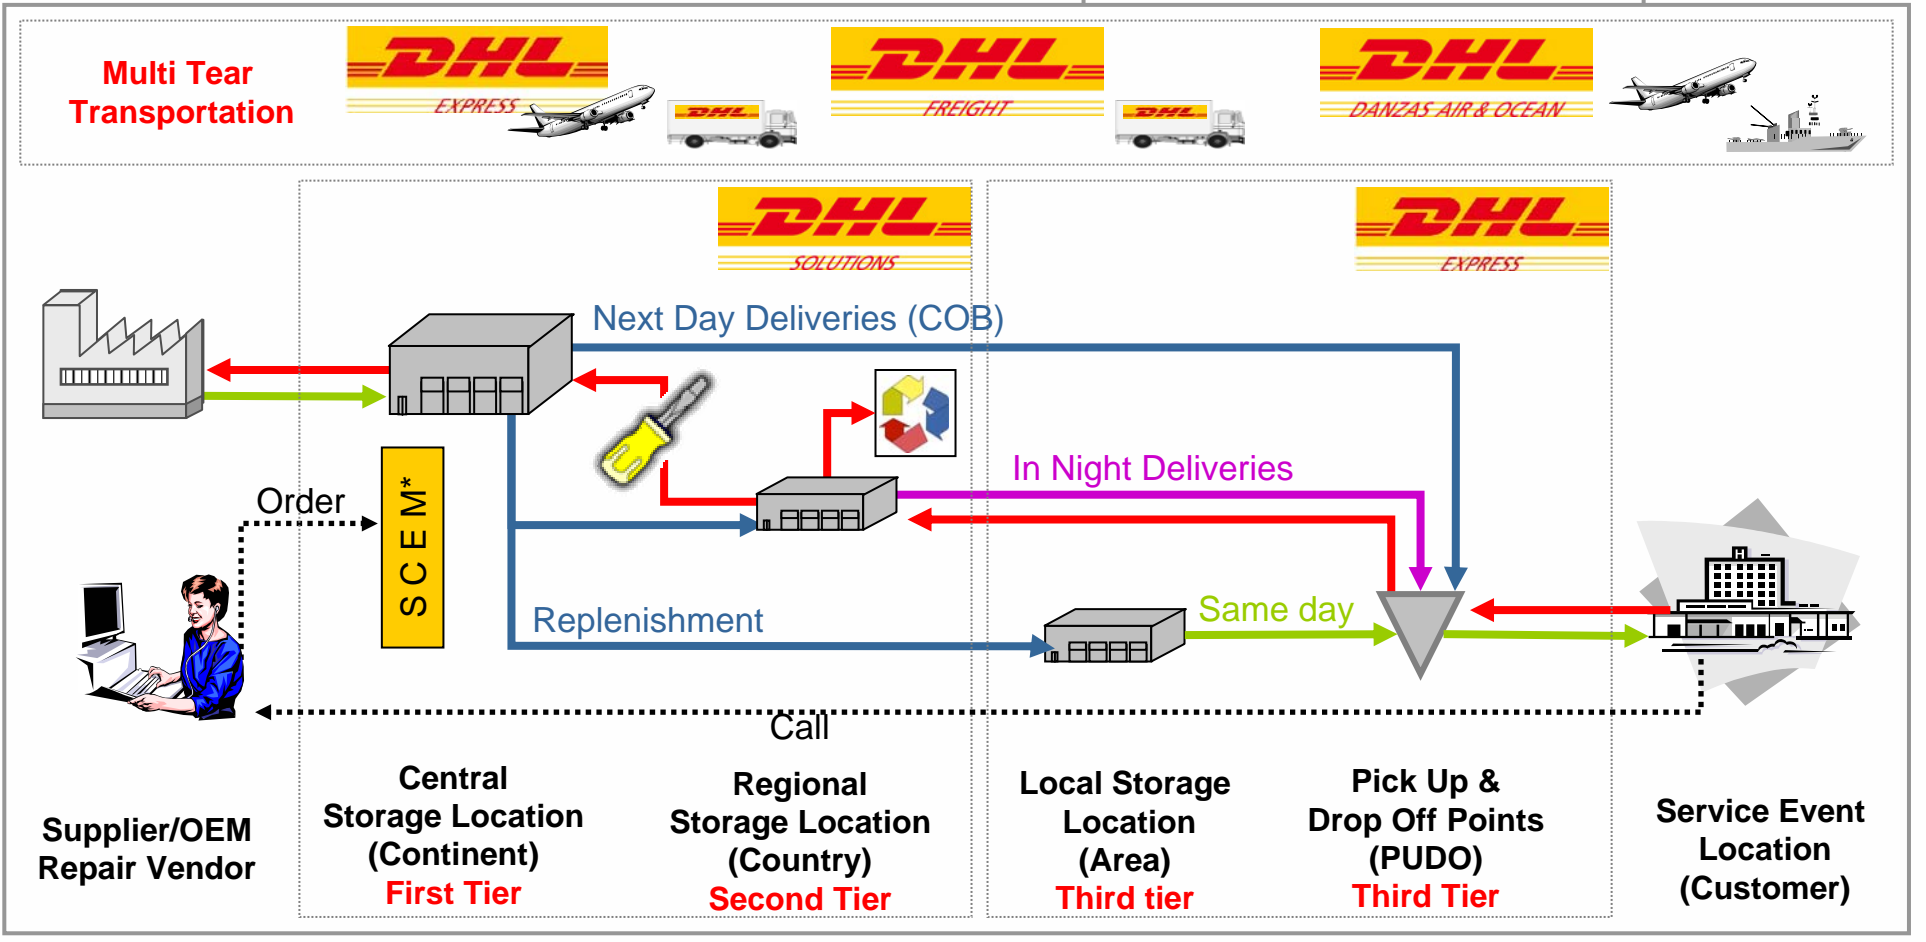 Multi Tear
Transportation
DHL
EXPRESS
DHL
DHL
FREIGHT
DHL
DHL
DANZAS AIR & OCEAN
DHL
SOLUTIONS
DHL
EXPRESS
Next Day Deliveries (COB)
In Night Deliveries
Order
S C E M*
Replenishment
Same day
Call
Supplier/OEM
Repair Vendor
Central
Storage Location
(Continent)
First Tier
Regional
Storage Location
(Country)
Second Tier
Local Storage
Location
(Area)
Third tier
Pick Up &
Drop Off Points
(PUDO)
Third Tier
Service Event
Location
(Customer)